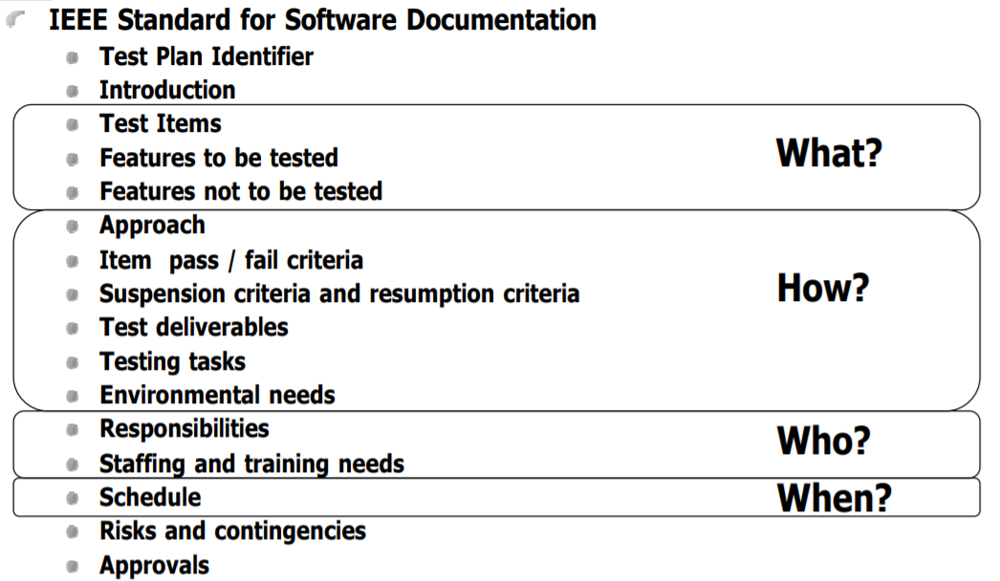 IEEE Standard for Software Documentation
Test Plan Identifier
Introduction
Test Items
Features to be tested
Features not to be tested
What?
Approach
Item pass / fail criteria
Suspension criteria and resumption criteria
Test deliverables
Testing tasks
Environmental needs
How?
Responsibilities
Staffing and training needs
Who?
Schedule
When?
Risks and contingencies
Approvals